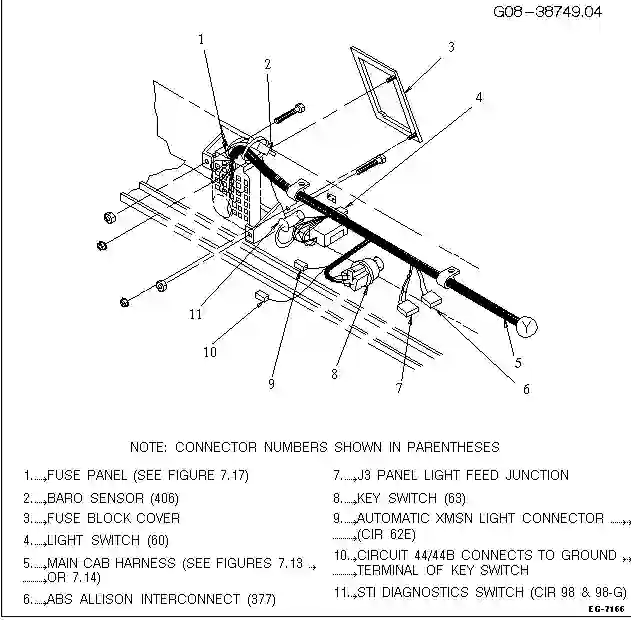 G08-38749.04
1
2
3
4
11
10
9
8
7
6
5
Y
NOTE: CONNECTOR NUMBERS SHOWN IN PARENTHESES
1.....→FUSE PANEL (SEE FIGURE 7.17)
2.....→BARO SENSOR (406)
3.....→FUSE BLOCK COVER
4.....→LIGHT SWITCH (60)
5.....→MAIN CAB HARNESS (SEE FIGURES 7.13 →
..........→OR 7.14)
6.....→ABS ALLISON INTERCONNECT (377)
7.....→J3 PANEL LIGHT FEED JUNCTION
8.....→KEY SWITCH (63)
9.....→AUTOMATIC XMSN LIGHT CONNECTOR .....→
..........→(CIR 62E)
10...→CIRCUIT 44/44B CONNECTS TO GROUND →
..........→TERMINAL OF KEY SWITCH
11...→STI DIAGNOSTICS SWITCH (CIR 98 & 98-G)
EG-7166